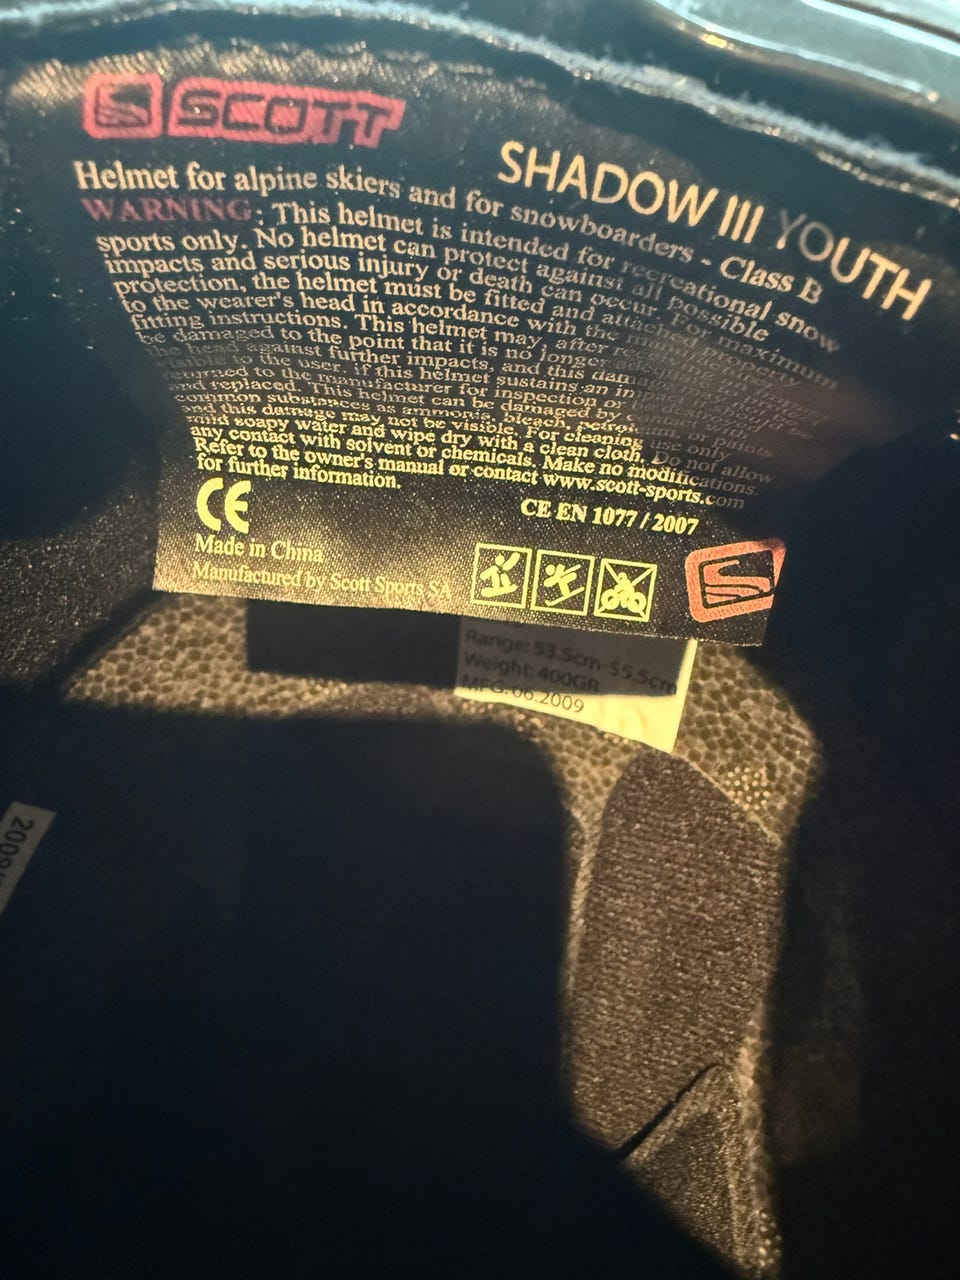 SCOTT
SHADOW III YOUTH
Helmet for alpine skiers and for snowboarders - Class B
WARNING: This helmet is intended for recreational snow
sports only. No helmet can protect against all possible
impacts and serious injury or death can occur. For maximum
protection, the helmet must be fitted and attached properly
to the wearer's head in accordance with the
fitting instructions. This helmet may, after
be damaged to the point that it is no longer
the head against further impacts, and this
to the user. if this helmet sustains an
returned to the manufacturer for inspection or
and replaced. This helmet can be damaged by
common substances as ammonia, bleach, petrol,
and this damage may not be visible. For cleaning use only
mild soapy water and wipe dry with a clean cloth. Do not allow
any contact with solvent or chemicals. Make no modifications.
Refer to the owner's manual or contact www.scott-sports.com
for further information.
CE
CE EN 1077 / 2007
Made in China
Manufactured by Scott Sports SA
Range: 53.5cm-55.5cm
Weight: 400GR
MFG: 06.2009